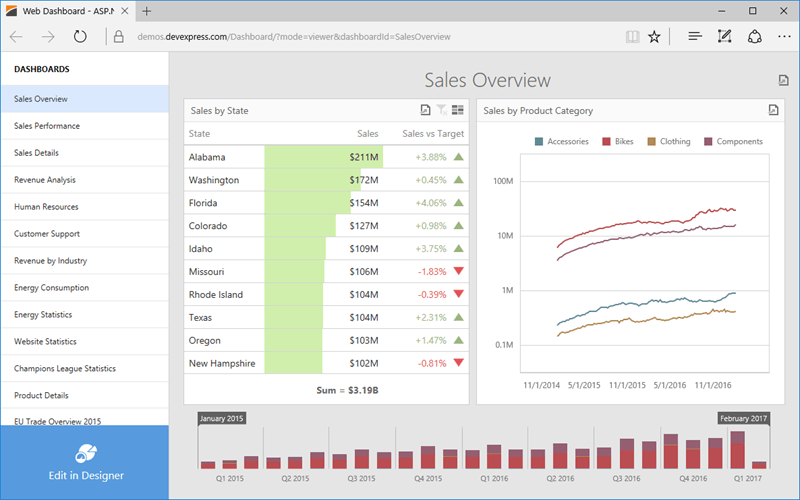 Web Dashboard - ASP.N
demos.devexpress.com/Dashboard/?mode=viewer&dashboardId=SalesOverview
DASHBOARDS
Sales Overview
Sales Performance
Sales Details
Revenue Analysis
Human Resources
Customer Support
Revenue by Industry
Energy Consumption
Energy Statistics
Website Statistics
Champions League Statistics
Product Details
EU Trade Overview 2015
Edit in Designer
Sales Overview
Sales by State
State Sales Sales vs Target
Alabama $211M +3.88%
Washington $172M +0.45%
Florida $154M +4.06%
Colorado $127M +0.98%
Idaho $109M +3.75%
Missouri $106M -1.83%
Rhode Island $104M -0.39%
Texas $104M +2.31%
Oregon $103M +1.47%
New Hampshire $102M -0.81%
Sum = $3.19B
Sales by Product Category
Accessories Bikes Clothing Components
100M
10M
1M
0.1M
11/1/2014 5/1/2015 11/1/2015 5/1/2016 11/1/2016
January 2015 February 2017
Q1 2015 Q2 2015 Q3 2015 Q4 2015 Q1 2016 Q2 2016 Q3 2016 Q4 2016 Q1 2017